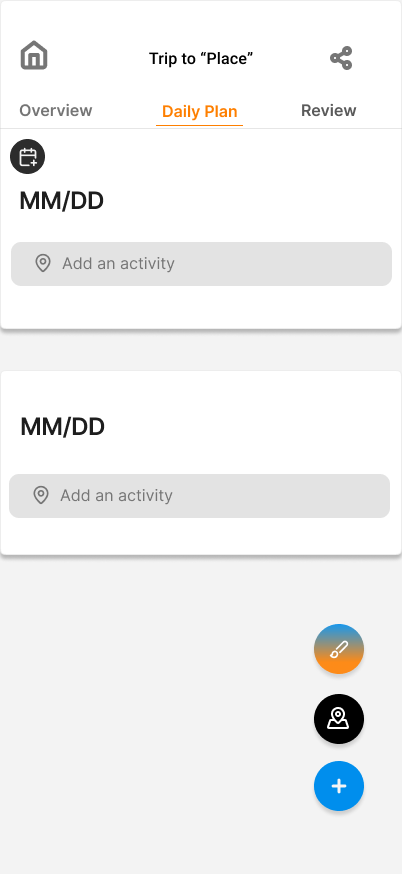 Trip to “Place”
Overview
Daily Plan
Review
MM/DD
Add an activity
MM/DD
Add an activity